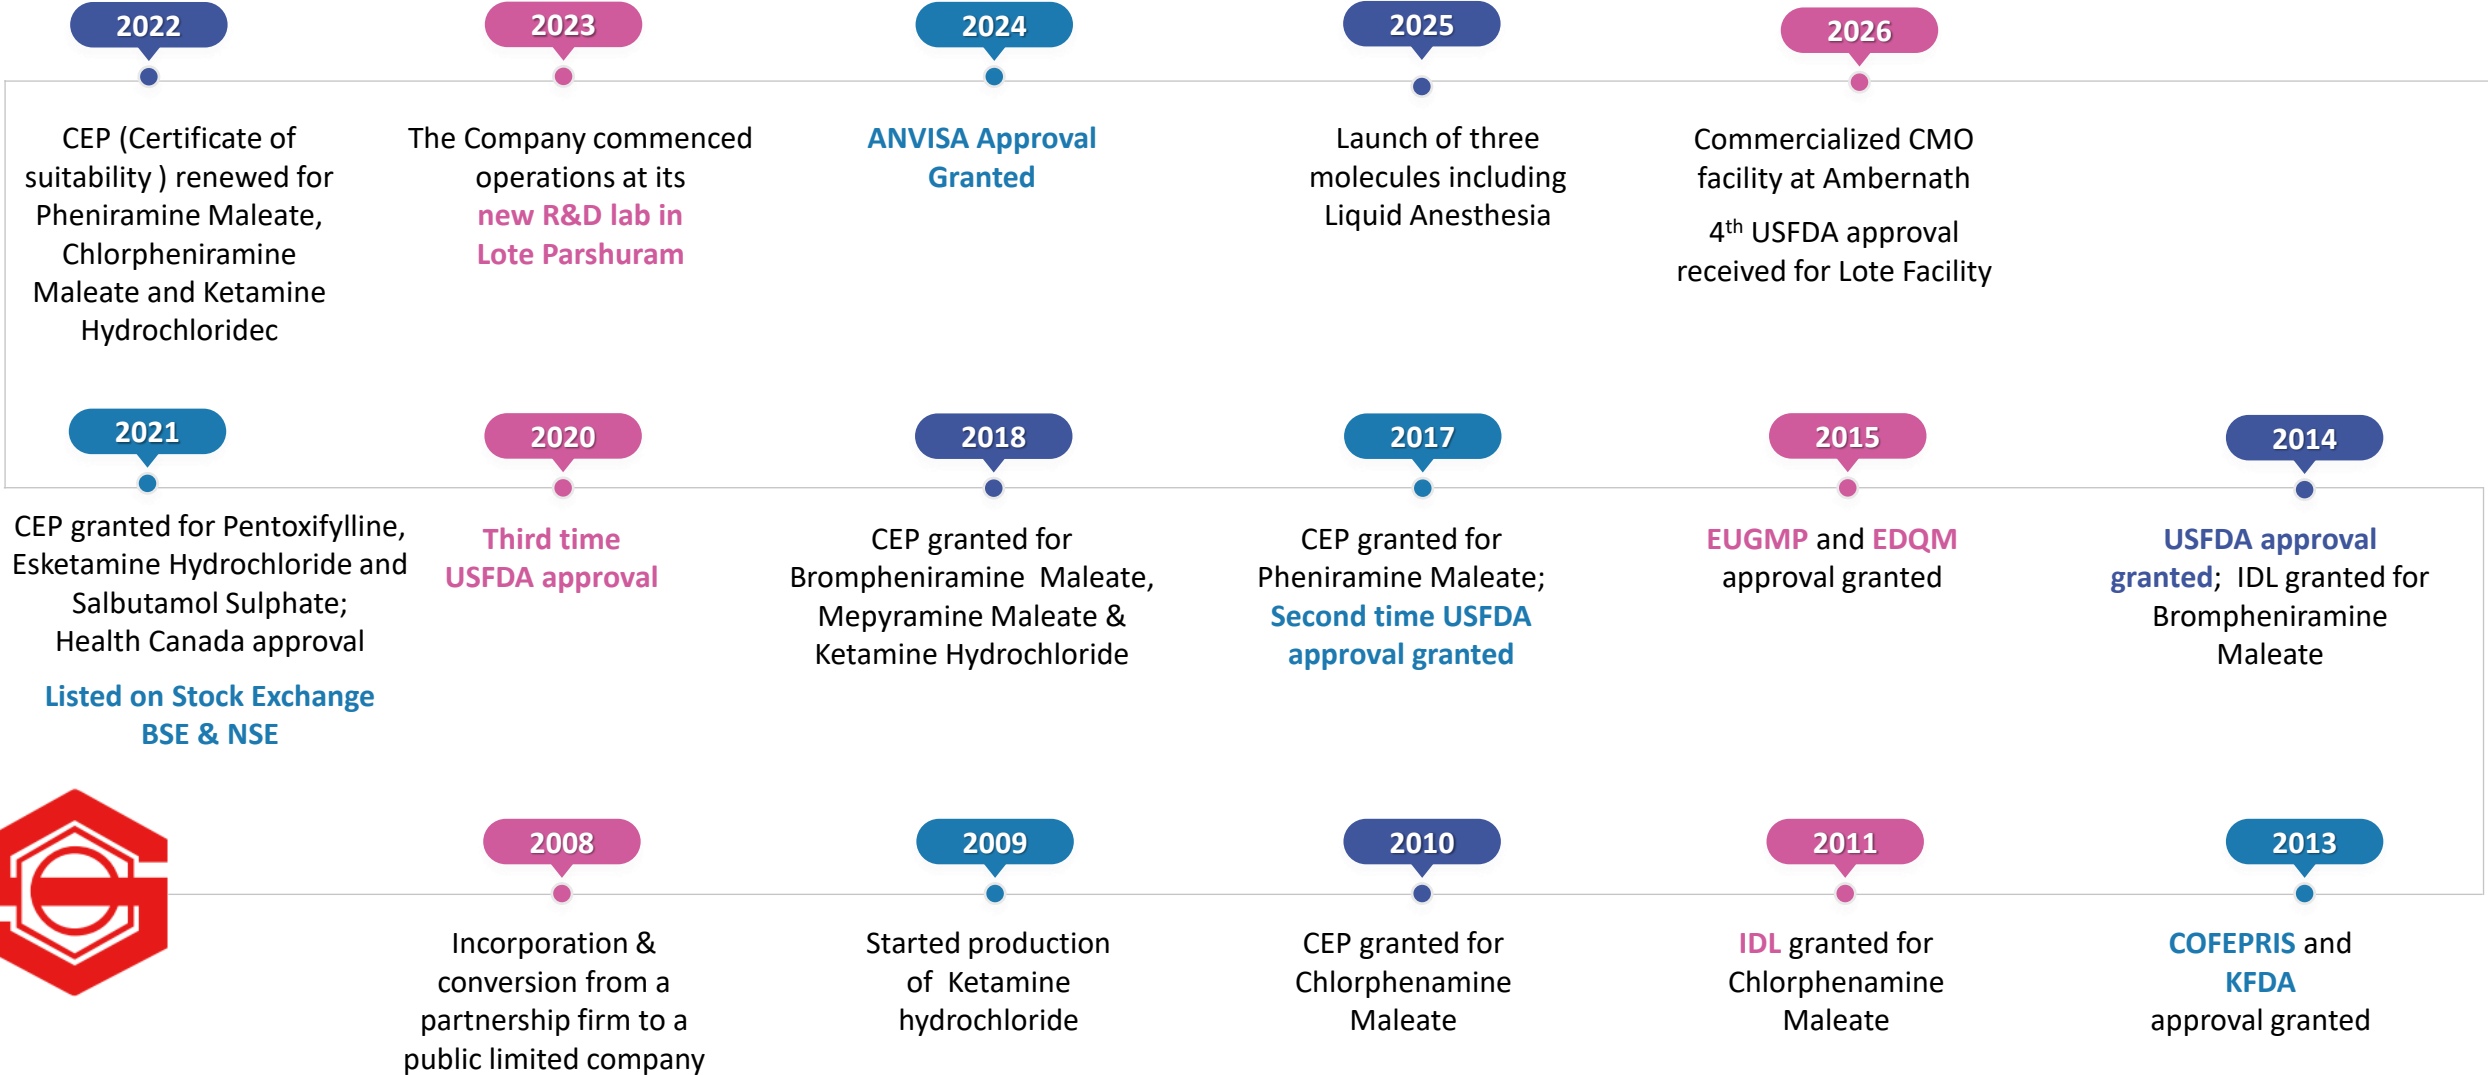 2022
CEP (Certificate of
suitability ) renewed for
Pheniramine Maleate,
Chlorpheniramine
Maleate and Ketamine
Hydrochloridec
2023
The Company commenced
operations at its
new R&D lab in
Lote Parshuram
2024
ANVISA Approval
Granted
2025
Launch of three
molecules including
Liquid Anesthesia
2026
Commercialized CMO
facility at Ambernath
4th USFDA approval
received for Lote Facility
2021
CEP granted for Pentoxifylline,
Esketamine Hydrochloride and
Salbutamol Sulphate;
Health Canada approval
Listed on Stock Exchange
BSE & NSE
2020
Third time
USFDA approval
2018
CEP granted for
Brompheniramine Maleate,
Mepyramine Maleate &
Ketamine Hydrochloride
2017
CEP granted for
Pheniramine Maleate;
Second time USFDA
approval granted
2015
EUGMP and EDQM
approval granted
2014
USFDA approval
granted; IDL granted for
Brompheniramine
Maleate
2008
Incorporation &
conversion from a
partnership firm to a
public limited company
2009
Started production
of Ketamine
hydrochloride
2010
CEP granted for
Chlorphenamine
Maleate
2011
IDL granted for
Chlorphenamine
Maleate
2013
COFEPRIS and
KFDA
approval granted